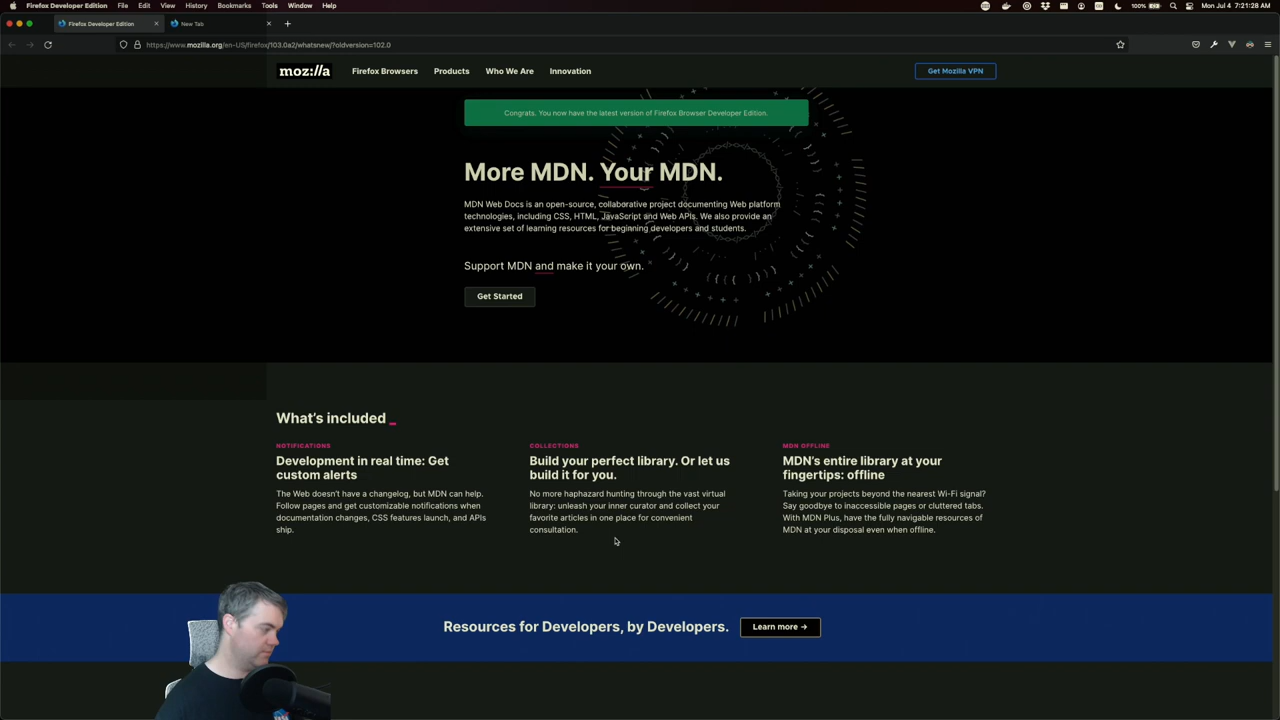 Firefox Developer Edition File Edit View History Bookmarks Tools Window Help 100% Mon Jul 4 7:21:28 AM
Firefox Developer Edition New Tab
https://www.mozilla.org/en-US/firefox/103.0a2/whatsnew/?oldversion=102.0
moz://a Firefox Browsers Products Who We Are Innovation Get Mozilla VPN
Congrats. You now have the latest version of Firefox Browser Developer Edition.
More MDN. Your MDN.
MDN Web Docs is an open-source, collaborative project documenting Web platform
technologies, including CSS, HTML, JavaScript and Web APIs. We also provide an
extensive set of learning resources for beginning developers and students.
Support MDN and make it your own.
Get Started
What's included _
NOTIFICATIONS
Development in real time: Get
custom alerts
The Web doesn't have a changelog, but MDN can help.
Follow pages and get customizable notifications when
documentation changes, CSS features launch, and APIs
ship.
COLLECTIONS
Build your perfect library. Or let us
build it for you.
No more haphazard hunting through the vast virtual
library: unleash your inner curator and collect your
favorite articles in one place for convenient
consultation.
MDN OFFLINE
MDN's entire library at your
fingertips: offline
Taking your projects beyond the nearest Wi-Fi signal?
Say goodbye to inaccessible pages or cluttered tabs.
With MDN Plus, have the fully navigable resources of
MDN at your disposal even when offline.
Resources for Developers, by Developers. Learn more →